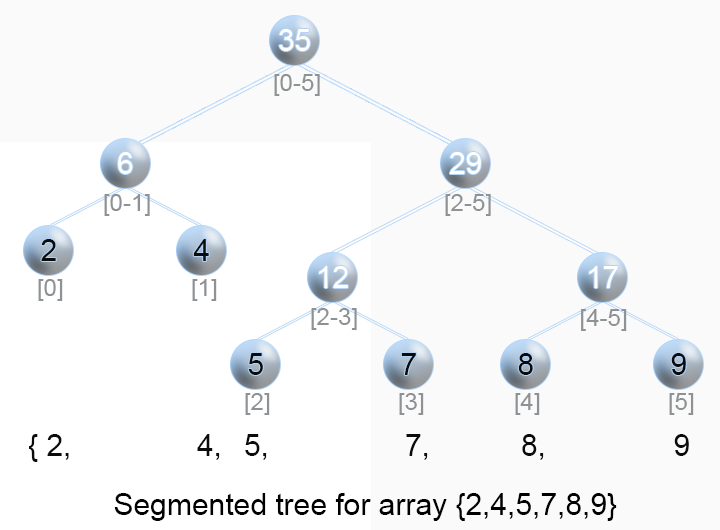 35
[0-5]
6 29
[0-1] [2-5]
2 4
[0] [1]
12 17
[2-3] [4-5]
5 7 8 9
[2] [3] [4] [5]
{ 2, 4, 5, 7, 8, 9
Segmented tree for array {2,4,5,7,8,9}